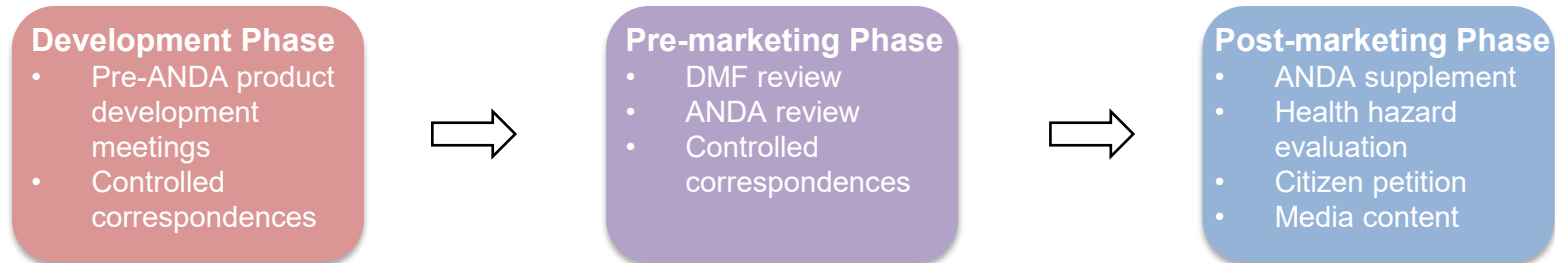 Development Phase
• Pre-ANDA product
development
meetings
• Controlled
correspondences
Pre-marketing Phase
• DMF review
• ANDA review
• Controlled
correspondences
Post-marketing Phase
• ANDA supplement
• Health hazard
evaluation
• Citizen petition
• Media content